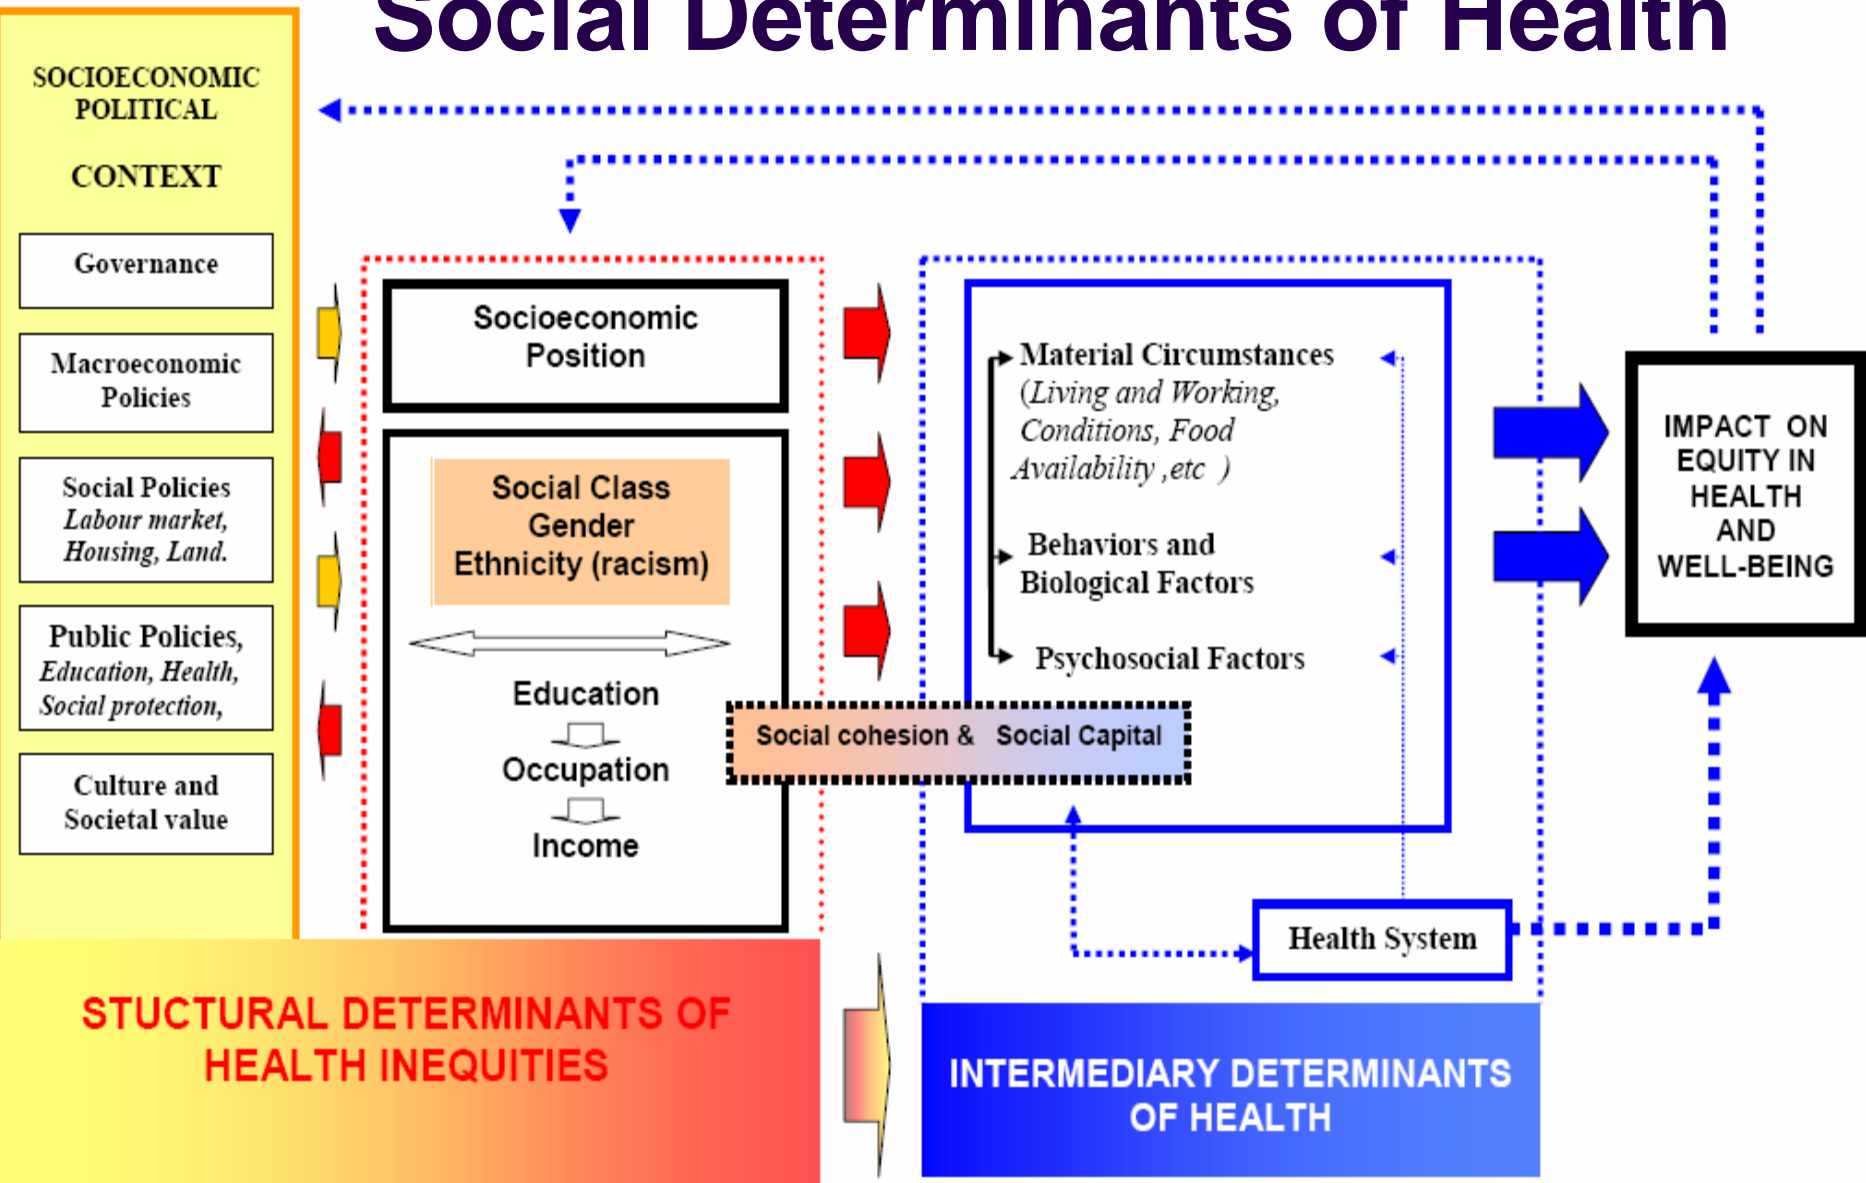 Social Determinants of Health
SOCIOECONOMIC
POLITICAL
CONTEXT
Governance
Macroeconomic
Policies
Social Policies
Labour market,
Housing, Land.
Public Policies,
Education, Health,
Social protection,
Culture and
Societal value
Socioeconomic
Position
Social Class
Gender
Ethnicity (racism)
Education
Occupation
Income
Social cohesion & Social Capital
Material Circumstances
(Living and Working,
Conditions, Food
Availability ,etc )
Behaviors and
Biological Factors
Psychosocial Factors
Health System
IMPACT ON
EQUITY IN
HEALTH
AND
WELL-BEING
STUCTURAL DETERMINANTS OF
HEALTH INEQUITIES
INTERMEDIARY DETERMINANTS
OF HEALTH